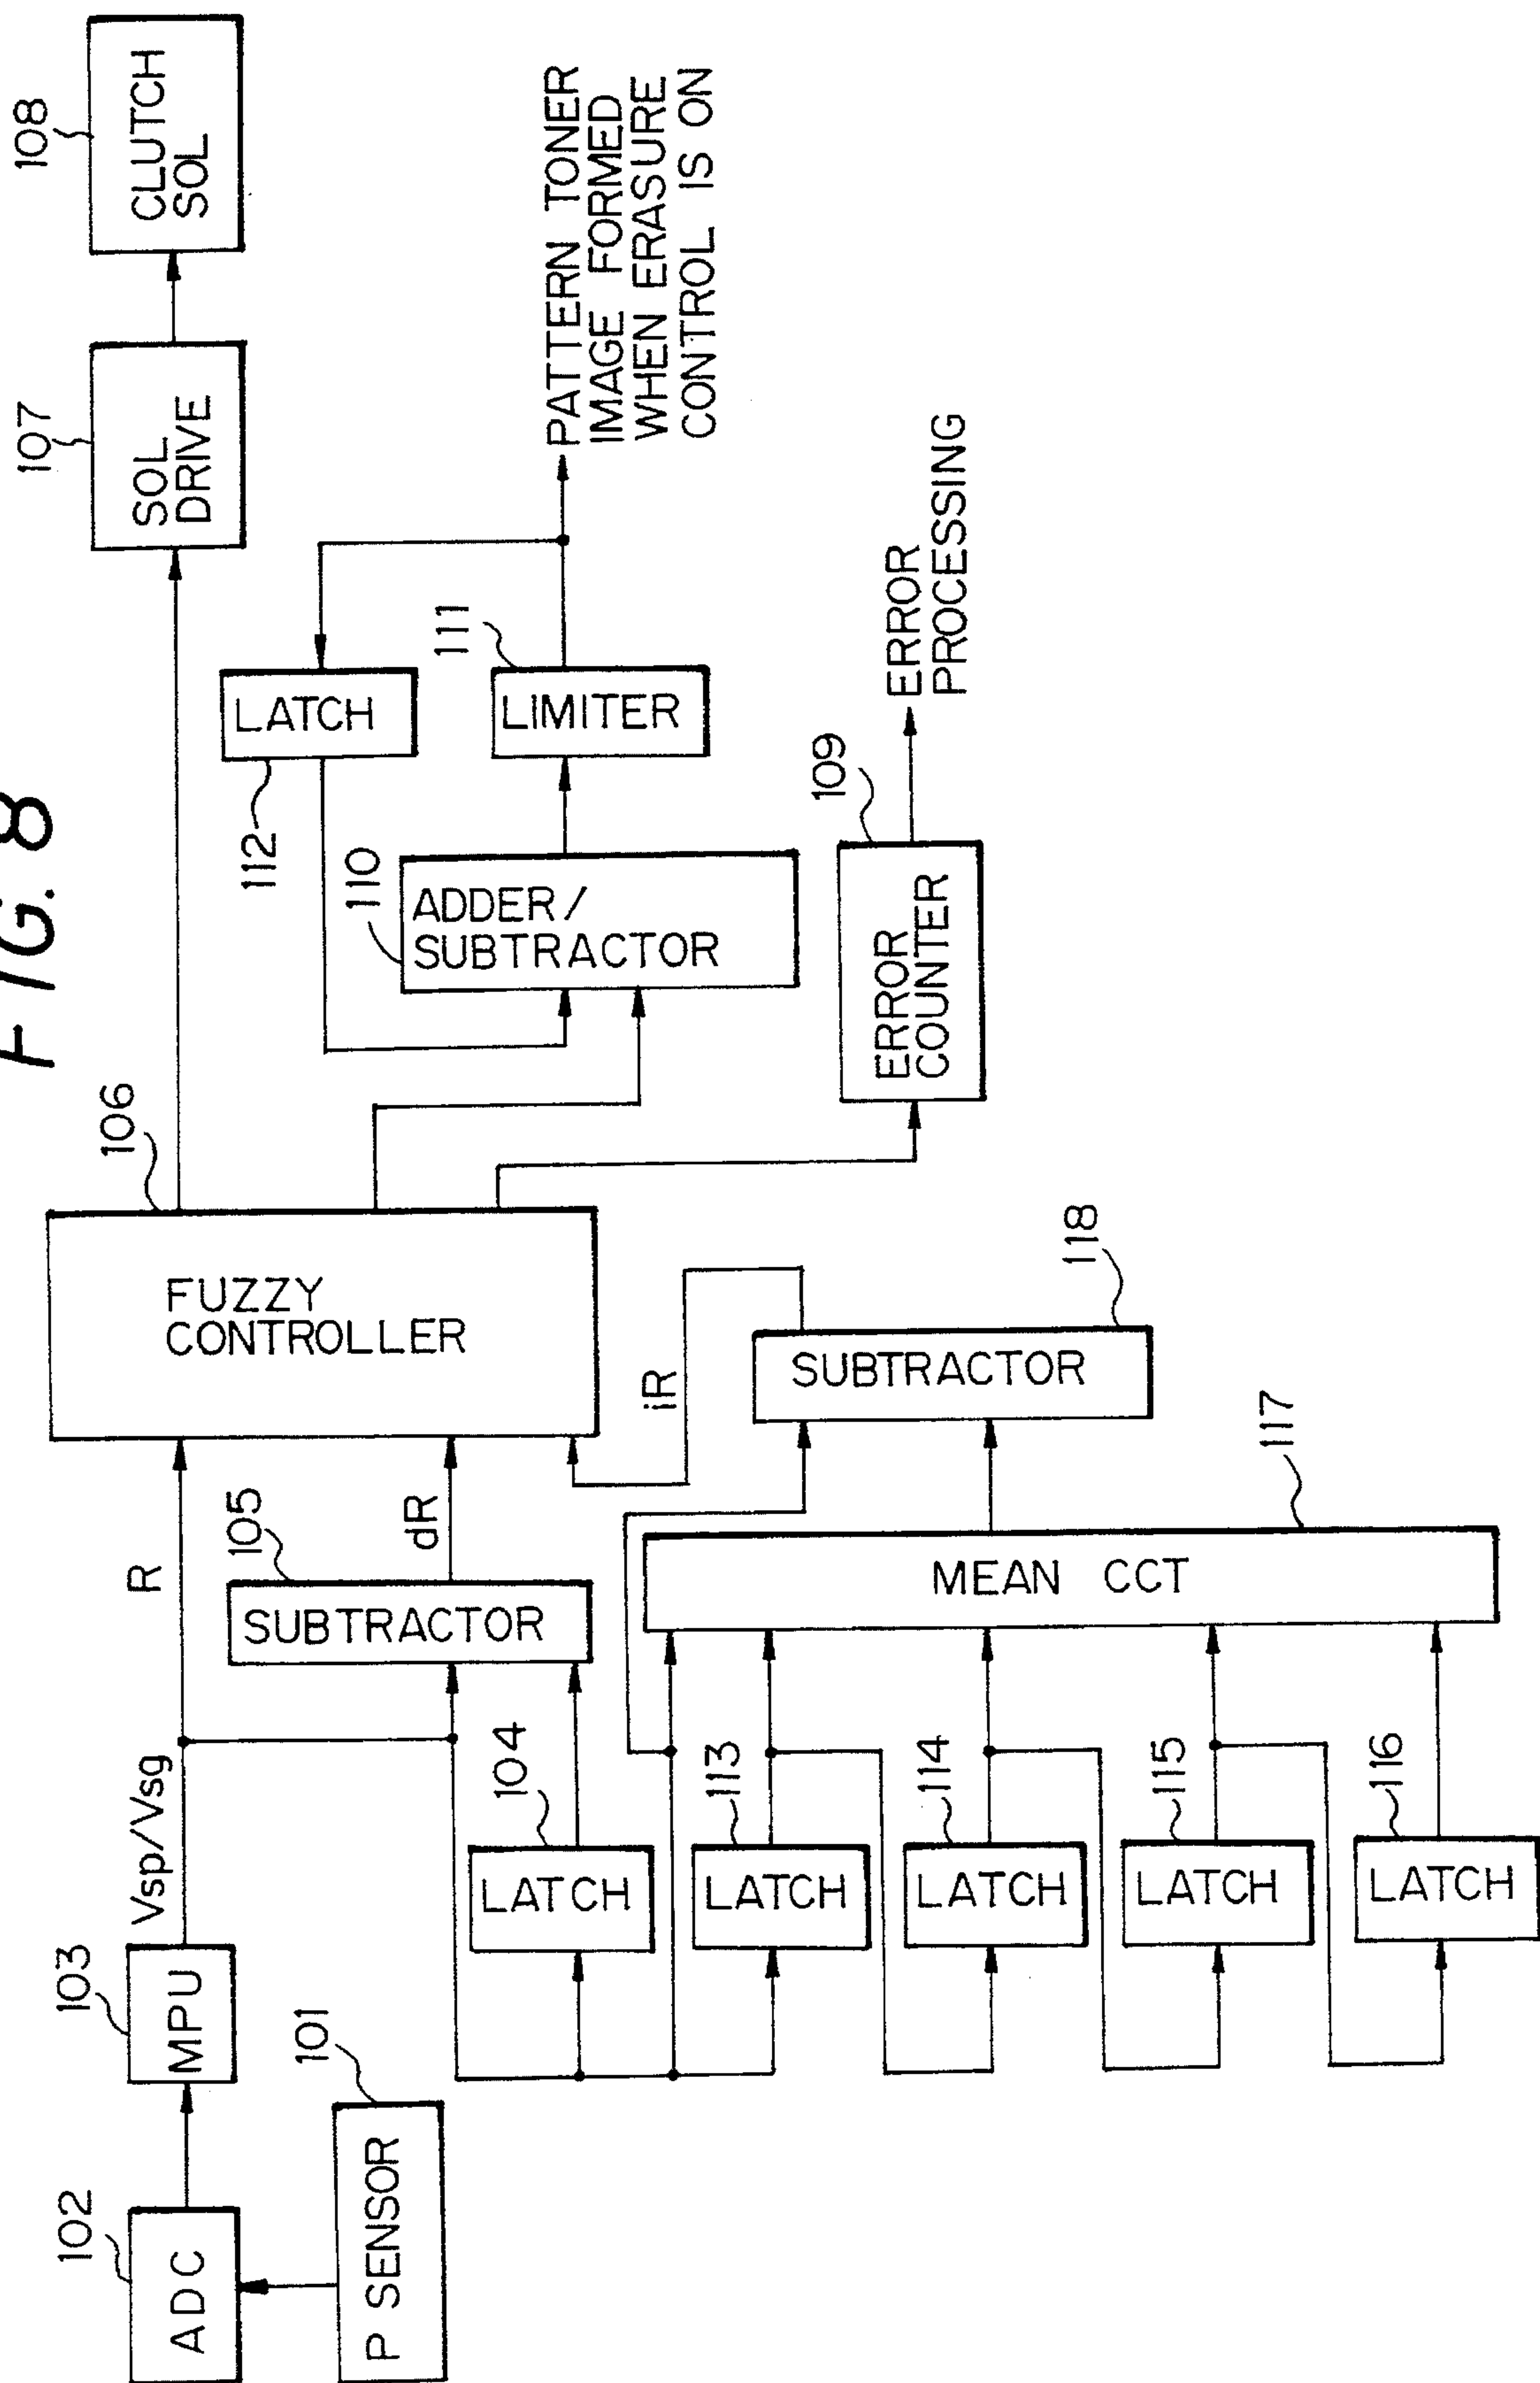 FIG. 8
102
ADC
101
P SENSOR
103
MPU
Vsp/Vsg
R
105
SUBTRACTOR
dR
104
LATCH
113
LATCH
114
LATCH
115
LATCH
116
LATCH
117
MEAN CCT
118
SUBTRACTOR
iR
106
FUZZY
CONTROLLER
107
SOL
DRIVE
108
CLUTCH
SOL
112
LATCH
110
ADDER/
SUBTRACTOR
111
LIMITER
PATTERN TONER
IMAGE FORMED
WHEN ERASURE
CONTROL IS ON
109
ERROR
COUNTER
ERROR
PROCESSING